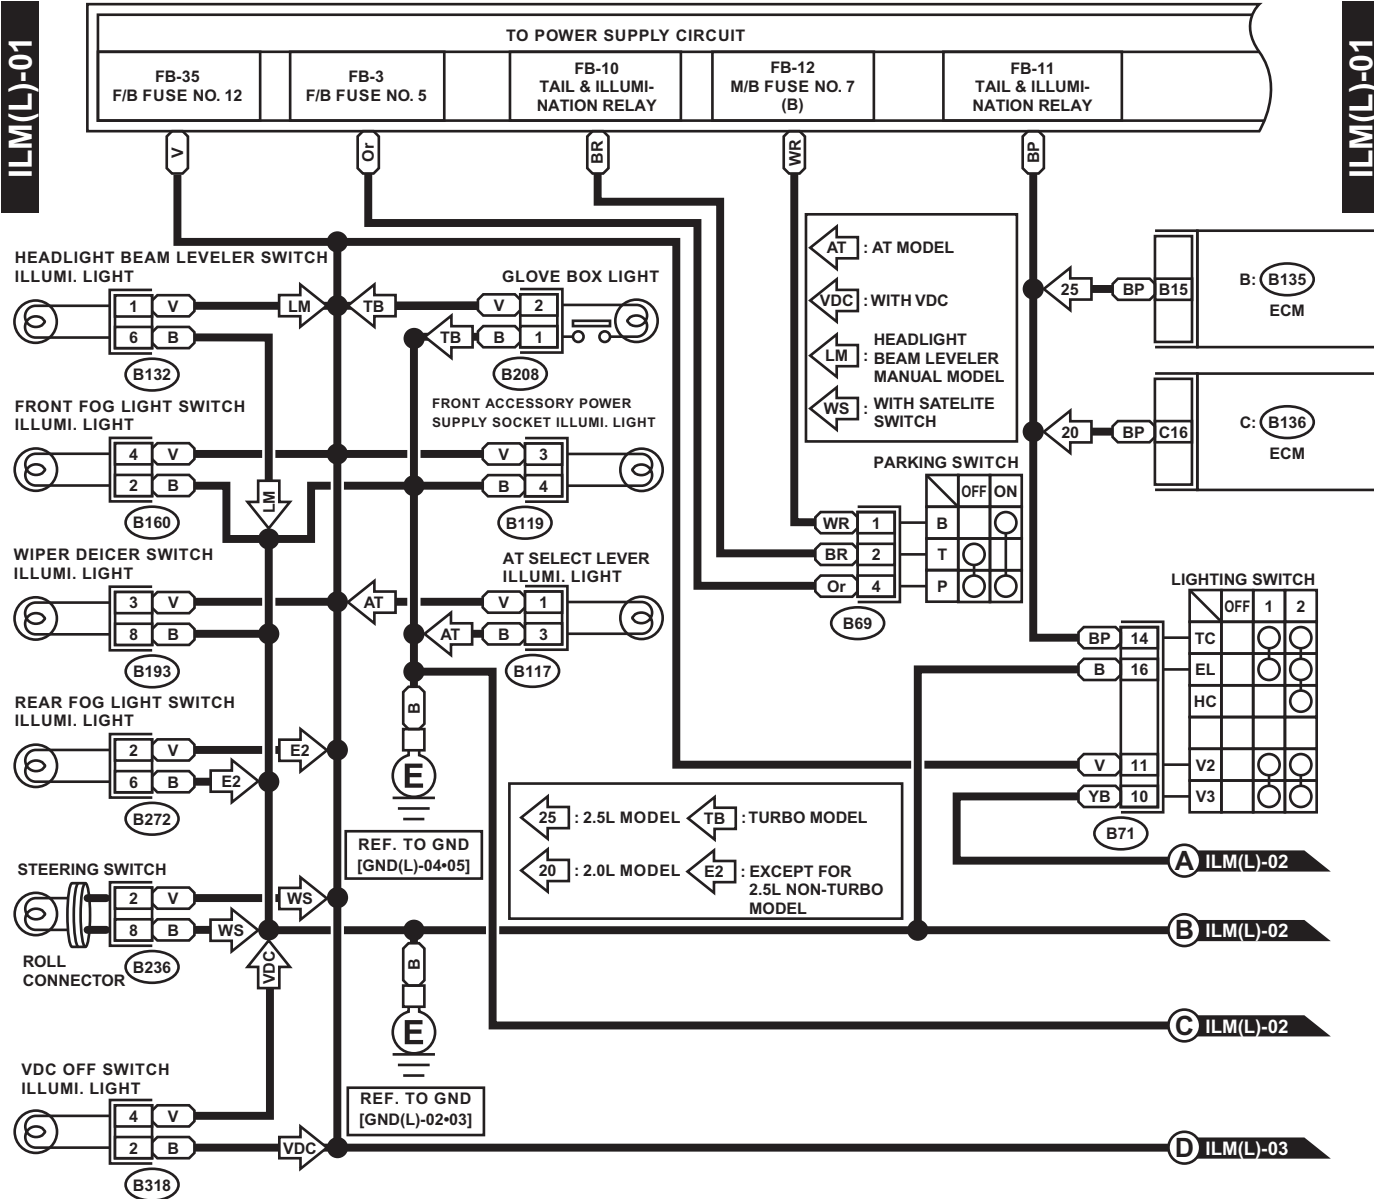 ILM(L)-01
ILM(L)-01
TO POWER SUPPLY CIRCUIT
FB-35
F/B FUSE NO. 12
FB-3
F/B FUSE NO. 5
FB-10
TAIL & ILLUMI-
NATION RELAY
FB-12
M/B FUSE NO. 7
(B)
FB-11
TAIL & ILLUMI-
NATION RELAY
V
Or
BR
WR
BP
HEADLIGHT BEAM LEVELER SWITCH
ILLUMI. LIGHT
1 V
LM
6 B
B132
TB
GLOVE BOX LIGHT
V 2
TB
B 1
B208
AT : AT MODEL
VDC : WITH VDC
LM : HEADLIGHT
BEAM LEVELER
MANUAL MODEL
WS : WITH SATELITE
SWITCH
25 BP B15
B: B135
ECM
20 BP C16
C: B136
ECM
FRONT FOG LIGHT SWITCH
ILLUMI. LIGHT
4 V
2 B
B160
LM
FRONT ACCESSORY POWER
SUPPLY SOCKET ILLUMI. LIGHT
V 3
B 4
B119
PARKING SWITCH
OFF ON
WR 1 B
BR 2 T
Or 4 P
B69
WIPER DEICER SWITCH
ILLUMI. LIGHT
3 V
8 B
B193
AT SELECT LEVER
ILLUMI. LIGHT
AT V 1
AT B 3
B117
LIGHTING SWITCH
OFF 1 2
BP 14 TC
B 16 EL
HC
V 11 V2
YB 10 V3
B71
REAR FOG LIGHT SWITCH
ILLUMI. LIGHT
2 V E2
6 B E2
B272
B
E
REF. TO GND
[GND(L)-04•05]
25 : 2.5L MODEL TB : TURBO MODEL
20 : 2.0L MODEL E2 : EXCEPT FOR
2.5L NON-TURBO
MODEL
A ILM(L)-02
STEERING SWITCH
2 V WS
8 B WS
ROLL
CONNECTOR
B236
VDC
B
E
REF. TO GND
[GND(L)-02•03]
B ILM(L)-02
C ILM(L)-02
VDC OFF SWITCH
ILLUMI. LIGHT
4 V
2 B VDC
B318
D ILM(L)-03